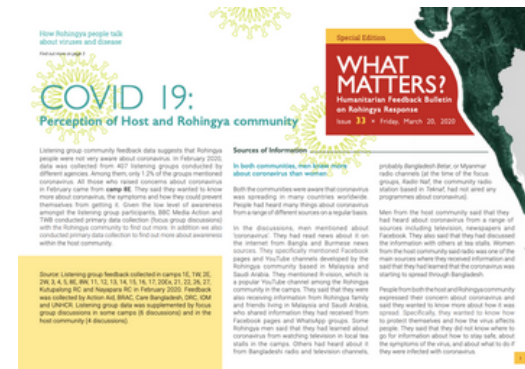 How Rohingya people talk
about viruses and disease
Find out more on page 5
Special Edition
WHAT
MATTERS?
Humanitarian Feedback Bulletin
on Rohingya Response
Issue 33 × Friday, March 20, 2020
COVID 19:
Perception of Host and Rohingya community
Listening group community feedback data suggests that Rohingya
people were not very aware about coronavirus. In February 2020,
data was collected from 407 listening groups conducted by
different agencies. Among them, only 1.2% of the groups mentioned
coronavirus. All those who raised concerns about coronavirus
in February came from camp 8E. They said they wanted to know
more about coronavirus, the symptoms and how they could prevent
themselves from getting it. Given the low level of awareness
amongst the listening group participants, BBC Media Action and
TWB conducted primary data collection (focus group discussions)
with the Rohingya community to find out more. In addition we also
conducted primary data collection to find out more about awareness
within the host community.
Source: Listening group feedback collected in camps 1E, 1W, 2E,
2W, 3, 4, 5, 8E, 8W, 11, 12, 13, 14, 15, 16, 17, 20Ex, 21, 22, 26, 27,
Kutupalong RC and Nayapara RC in February 2020. Feedback
was collected by Action Aid, BRAC, Care Bangladesh, DRC, IOM
and UNHCR. Listening group data was supplemented by focus
group discussions in some camps (6 discussions) and in the
host community (4 discussions).
Sources of Information
In both communities, men know more
about coronavirus than women.
Both the communities were aware that coronavirus
was spreading in many countries worldwide.
People had heard many things about coronavirus
from a range of different sources on a regular basis.
In the discussions, men mentioned about
'coronavirus'. They had read news about it on
the internet from Bangla and Burmese news
sources. They specifically mentioned Facebook
pages and YouTube channels developed by the
Rohingya community based in Malaysia and
Saudi Arabia. They mentioned R-vision, which is
a popular YouTube channel among the Rohingya
community in the camps. They said that they were
also receiving information from Rohingya family
and friends living in Malaysia and Saudi Arabia,
who shared information they had received from
Facebook pages and WhatsApp groups. Some
Rohingya men said that they had learned about
coronavirus from watching television in local tea
stalls in the camps. Others had heard about it
from Bangladeshi radio and television channels,
probably Bangladesh Betar, or Myanmar
radio channels (at the time of the focus
groups, Radio Naf, the community radio
station based in Teknaf, had not aired any
programmes about coronavirus).
Men from the host community said that they
had heard about coronavirus from a range of
sources including television, newspapers and
Facebook. They also said that they had discussed
the information with others at tea stalls. Women
from the host community said radio was one of the
main sources where they received information and
said that they had learned that the coronavirus was
starting to spread through Bangladesh.
People from both the host and Rohingya community
expressed their concern about coronavirus and
said they wanted to know more about how it was
spread. Specifically, they wanted to know how
to protect themselves and how the virus affects
people. They said that they did not know where to
go for information about how to stay safe, about
the symptoms of the virus, and about what to do if
they were infected with coronavirus.